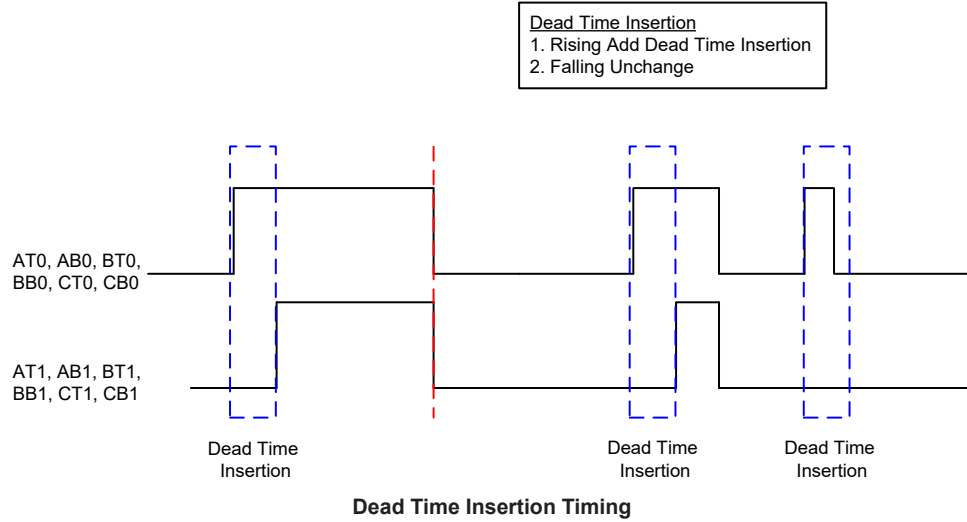 Dead Time Insertion
1. Rising Add Dead Time Insertion
2. Falling Unchange
AT0, AB0, BT0,
BB0, CT0, CB0
AT1, AB1, BT1,
BB1, CT1, CB1
Dead Time
Insertion
Dead Time
Insertion
Dead Time
Insertion
Dead Time Insertion Timing